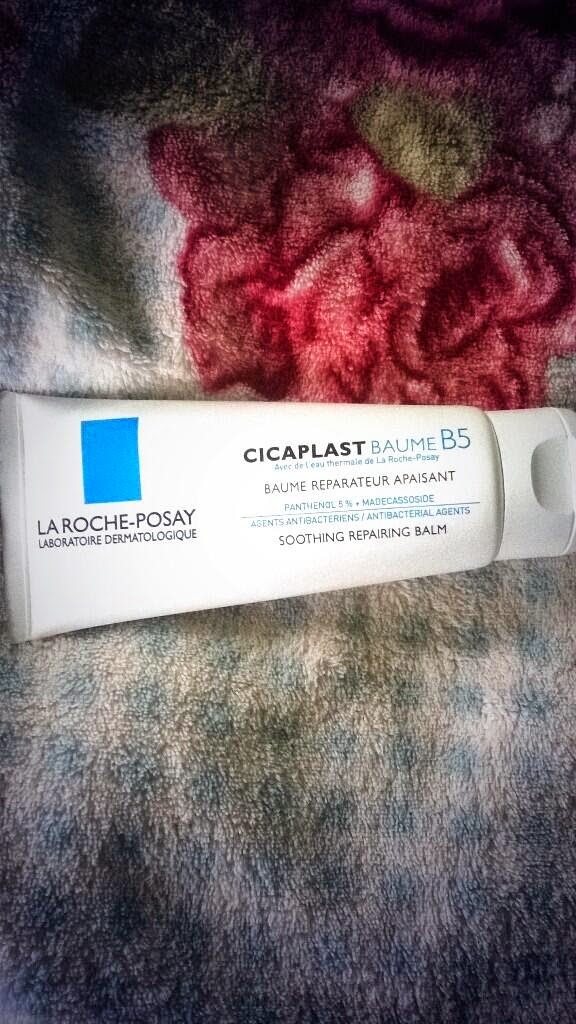 LA ROCHE-POSAY
LABORATOIRE DERMATOLOGIQUE
CICAPLAST BAUME B5
Avec de l'eau thermale de La Roche-Posay
BAUME REPARATEUR APAISANT
PANTHENOL 5 % + MADECASSOSIDE
AGENTS ANTIBACTERIENS / ANTIBACTERIAL AGENTS
SOOTHING REPAIRING BALM